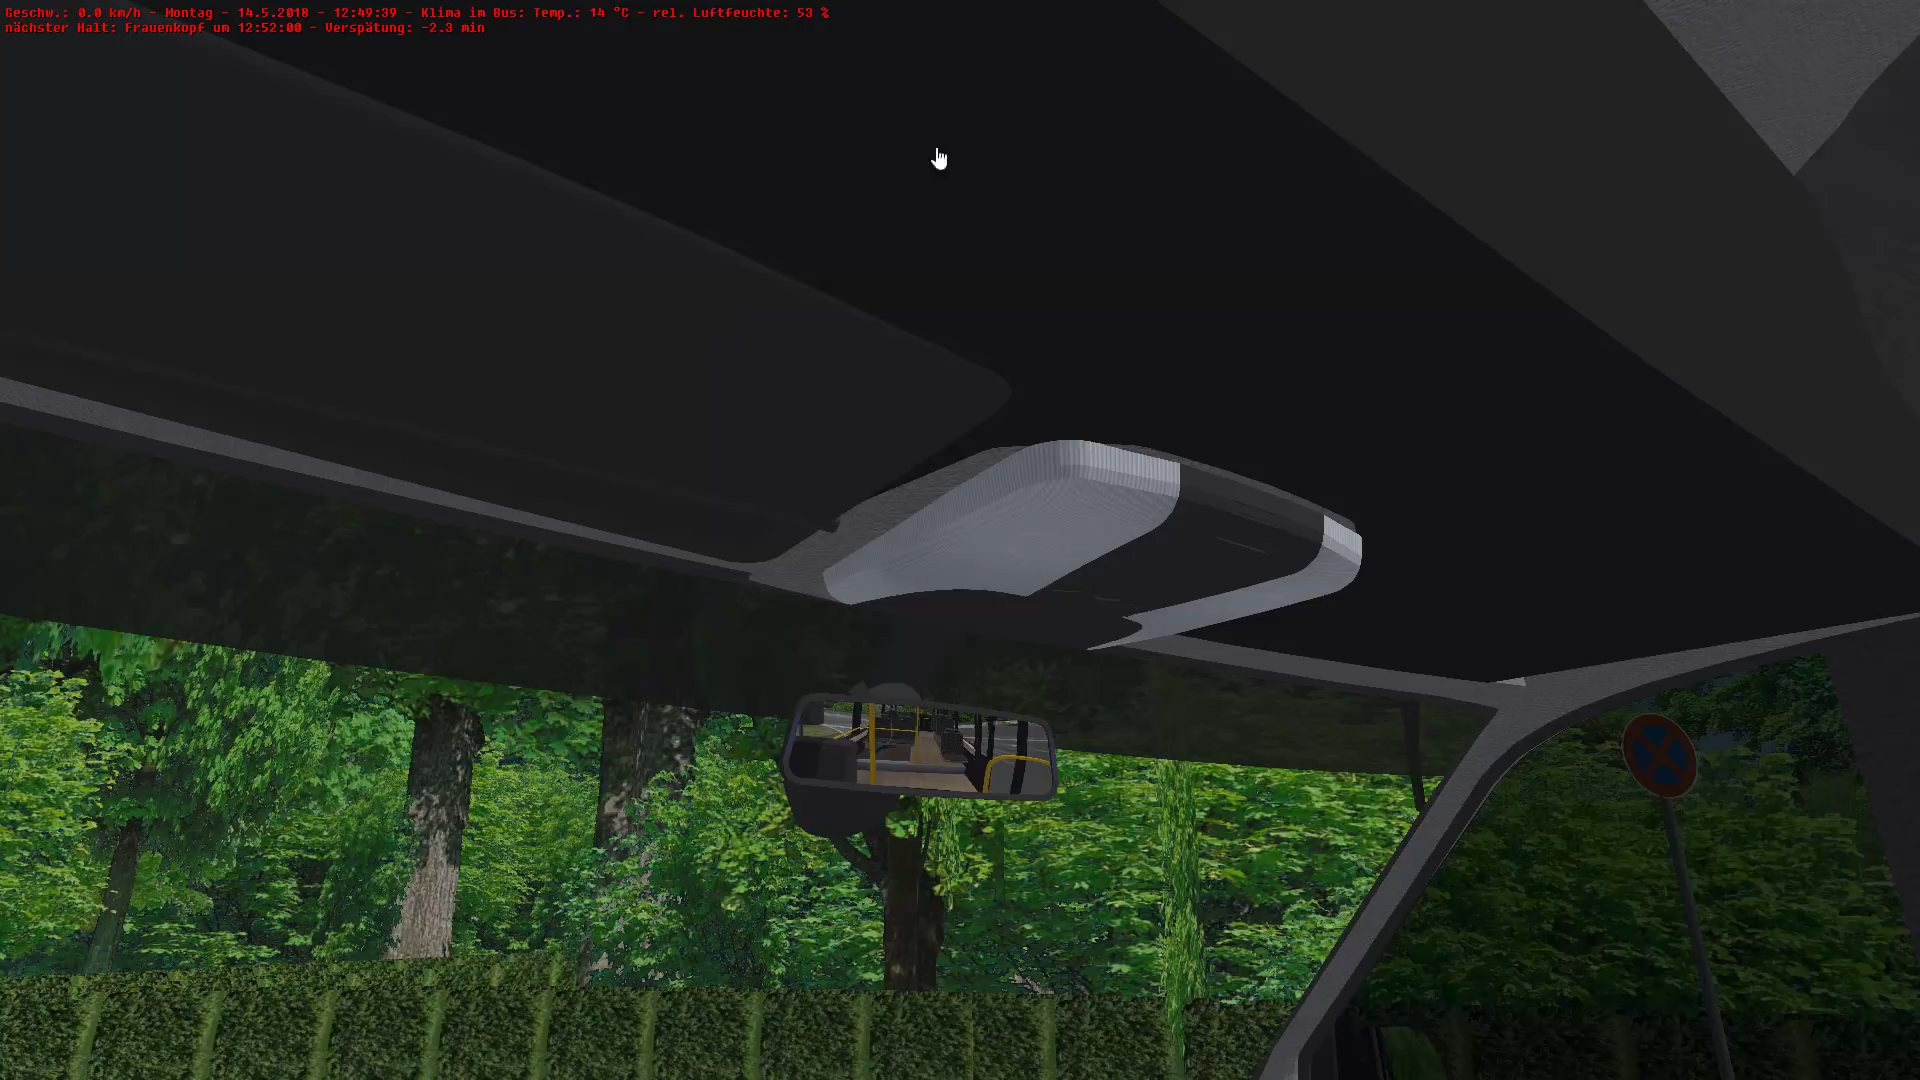 Geschw.: 0.0 km/h - Montag - 14.5.2018 - 12:49:39 - Klima im Bus: Temp.: 14 °C - rel. Luftfeuchte: 53 %
nächster Halt: Frauenkopf um 12:52:00 - Verspätung: -2.3 min